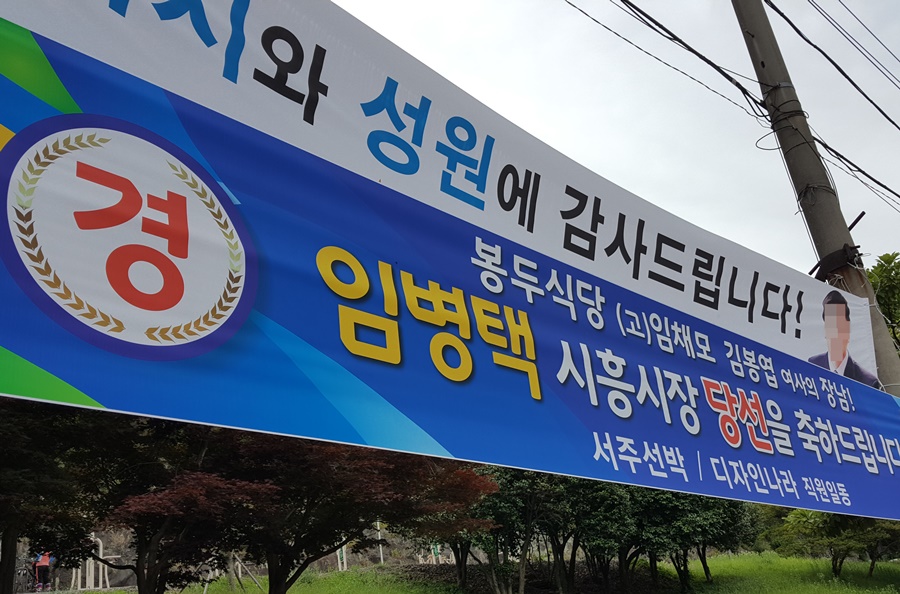 지와 성원에 감사드립니다!
경
봉두식당 (고)임채모 김봉엽 여사의 장남!
임병택 시흥시장 당선을 축하드립니다
서주선박 / 디자인나라 직원일동